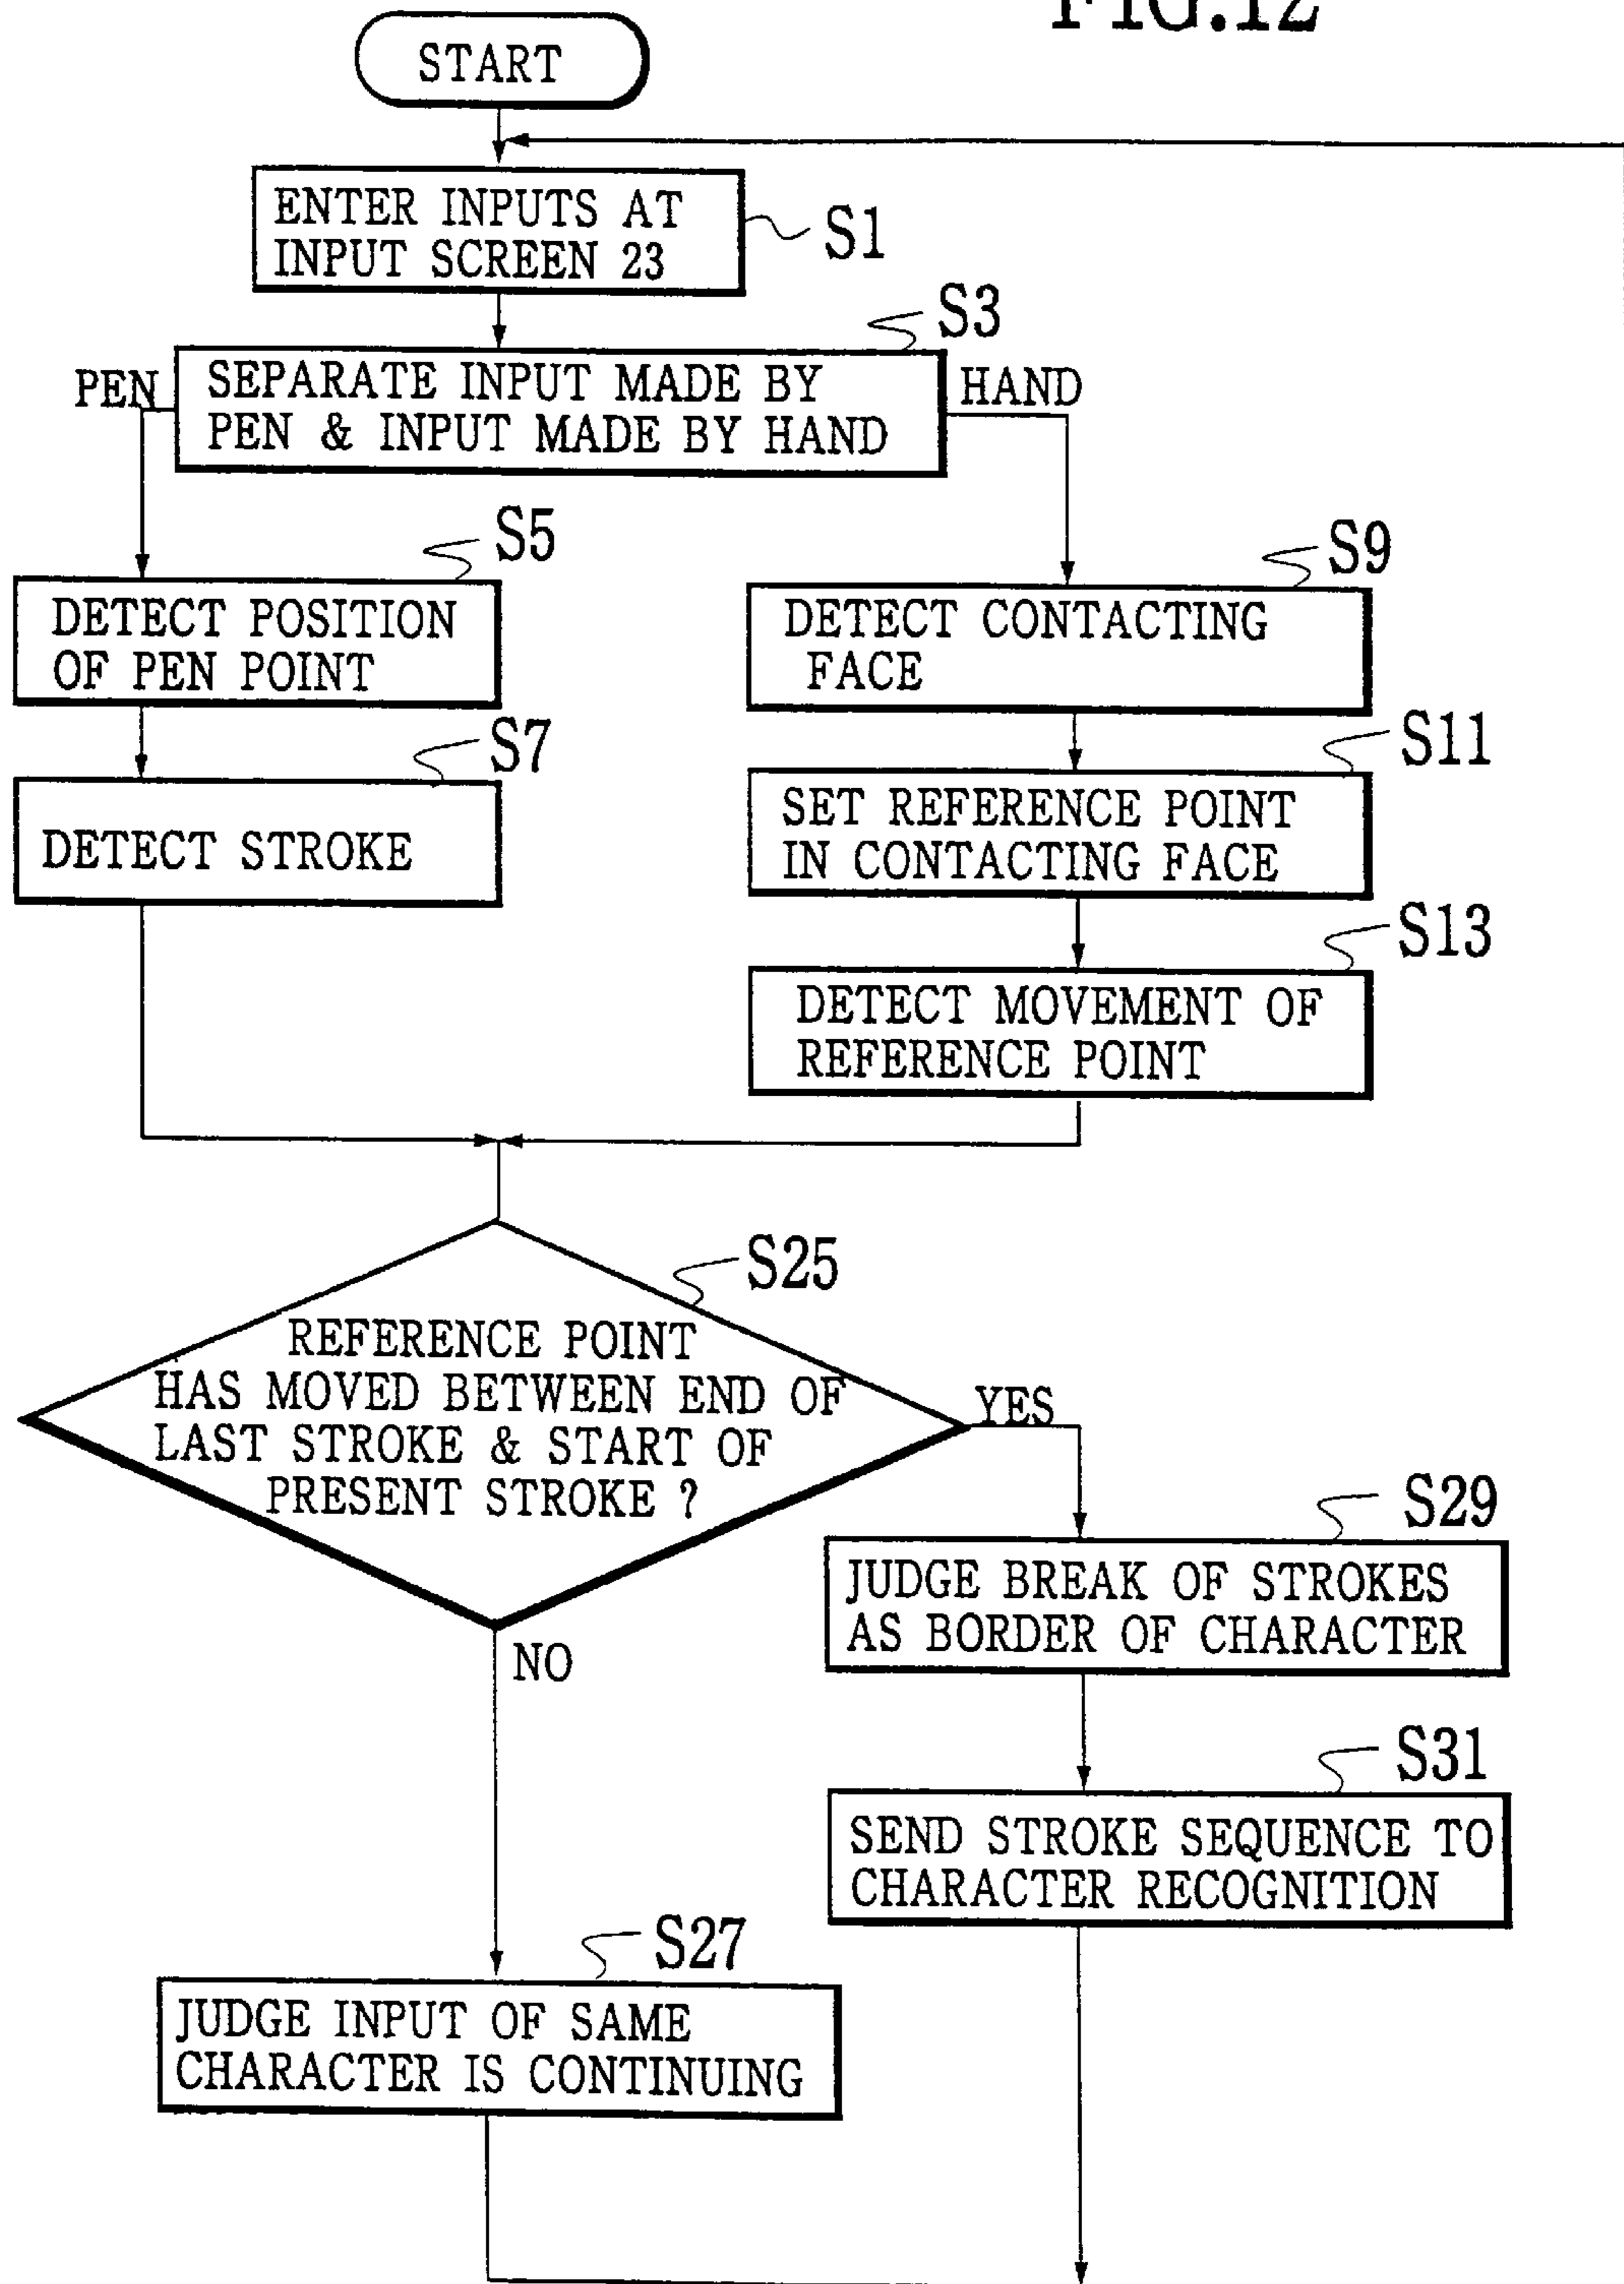 FIG.12
START
ENTER INPUTS AT
INPUT SCREEN 23
S1
S3
PEN
SEPARATE INPUT MADE BY
PEN & INPUT MADE BY HAND
HAND
S5
DETECT POSITION
OF PEN POINT
S7
DETECT STROKE
S9
DETECT CONTACTING
FACE
S11
SET REFERENCE POINT
IN CONTACTING FACE
S13
DETECT MOVEMENT OF
REFERENCE POINT
S25
REFERENCE POINT
HAS MOVED BETWEEN END OF
LAST STROKE & START OF
PRESENT STROKE ?
YES
NO
S29
JUDGE BREAK OF STROKES
AS BORDER OF CHARACTER
S31
SEND STROKE SEQUENCE TO
CHARACTER RECOGNITION
S27
JUDGE INPUT OF SAME
CHARACTER IS CONTINUING